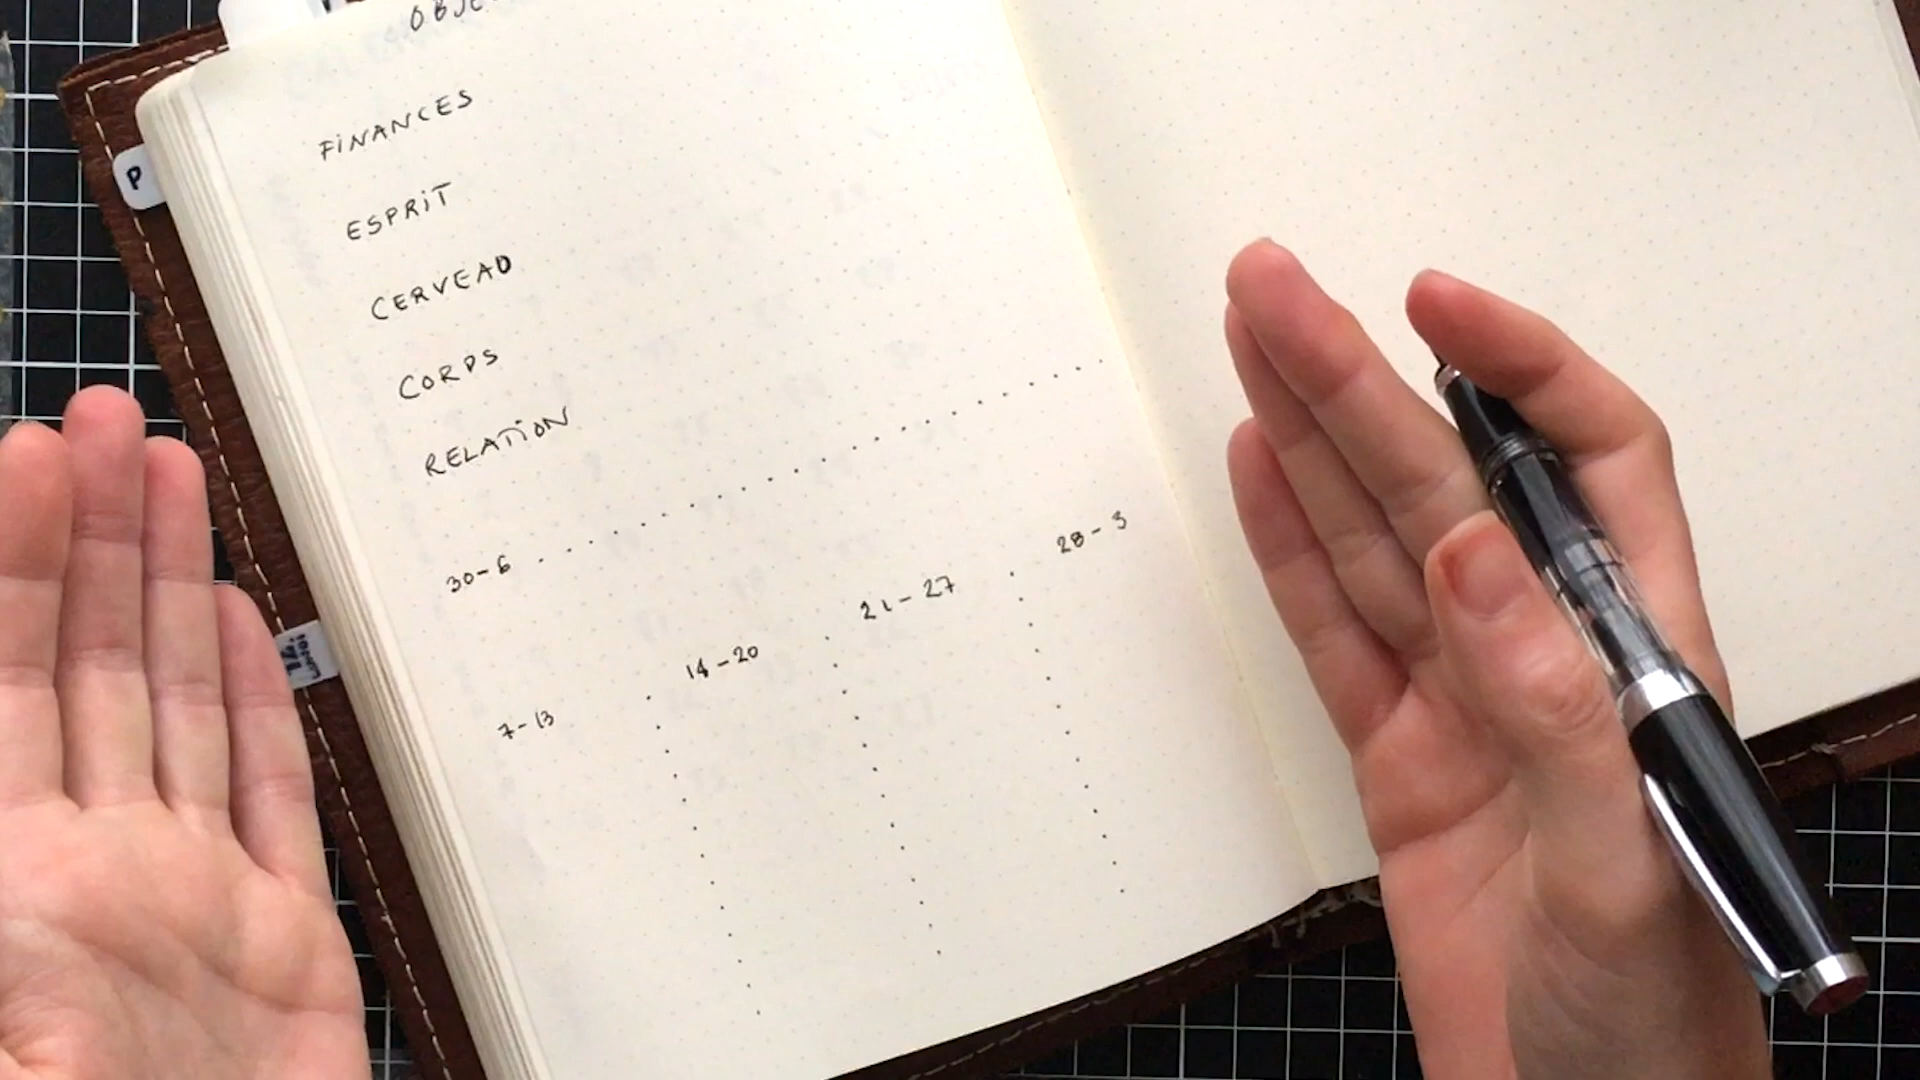 FINANCES
ESPRIT
CERVEAU
CORPS
RELATION
30-6
7-13
14-20
21-27
28-3
P